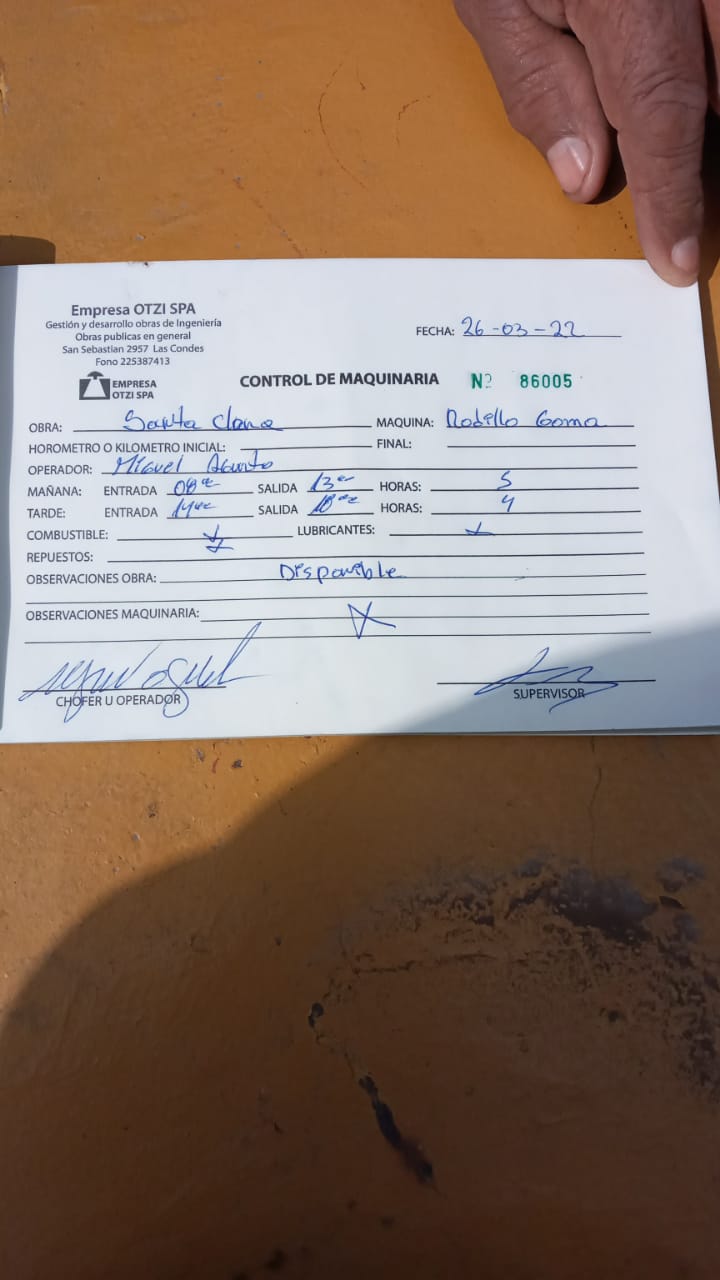 Empresa OTZI SPA
Gestión y desarrollo obras de Ingeniería
Obras publicas en general
San Sebastian 2957 Las Condes
Fono 225387413
EMPRESA
OTZI SPA
FECHA: 26-03-22
CONTROL DE MAQUINARIA Nº 86005
OBRA: Santa Clara MAQUINA: Rodillo Goma
HOROMETRO O KILOMETRO INICIAL: FINAL:
OPERADOR: Miguel
MAÑANA: ENTRADA 08 SALIDA 13 HORAS: 5
TARDE: ENTRADA 14 SALIDA 18 HORAS: 4
COMBUSTIBLE: LUBRICANTES:
REPUESTOS:
OBSERVACIONES OBRA: Disponible
OBSERVACIONES MAQUINARIA:
CHOFER U OPERADOR SUPERVISOR